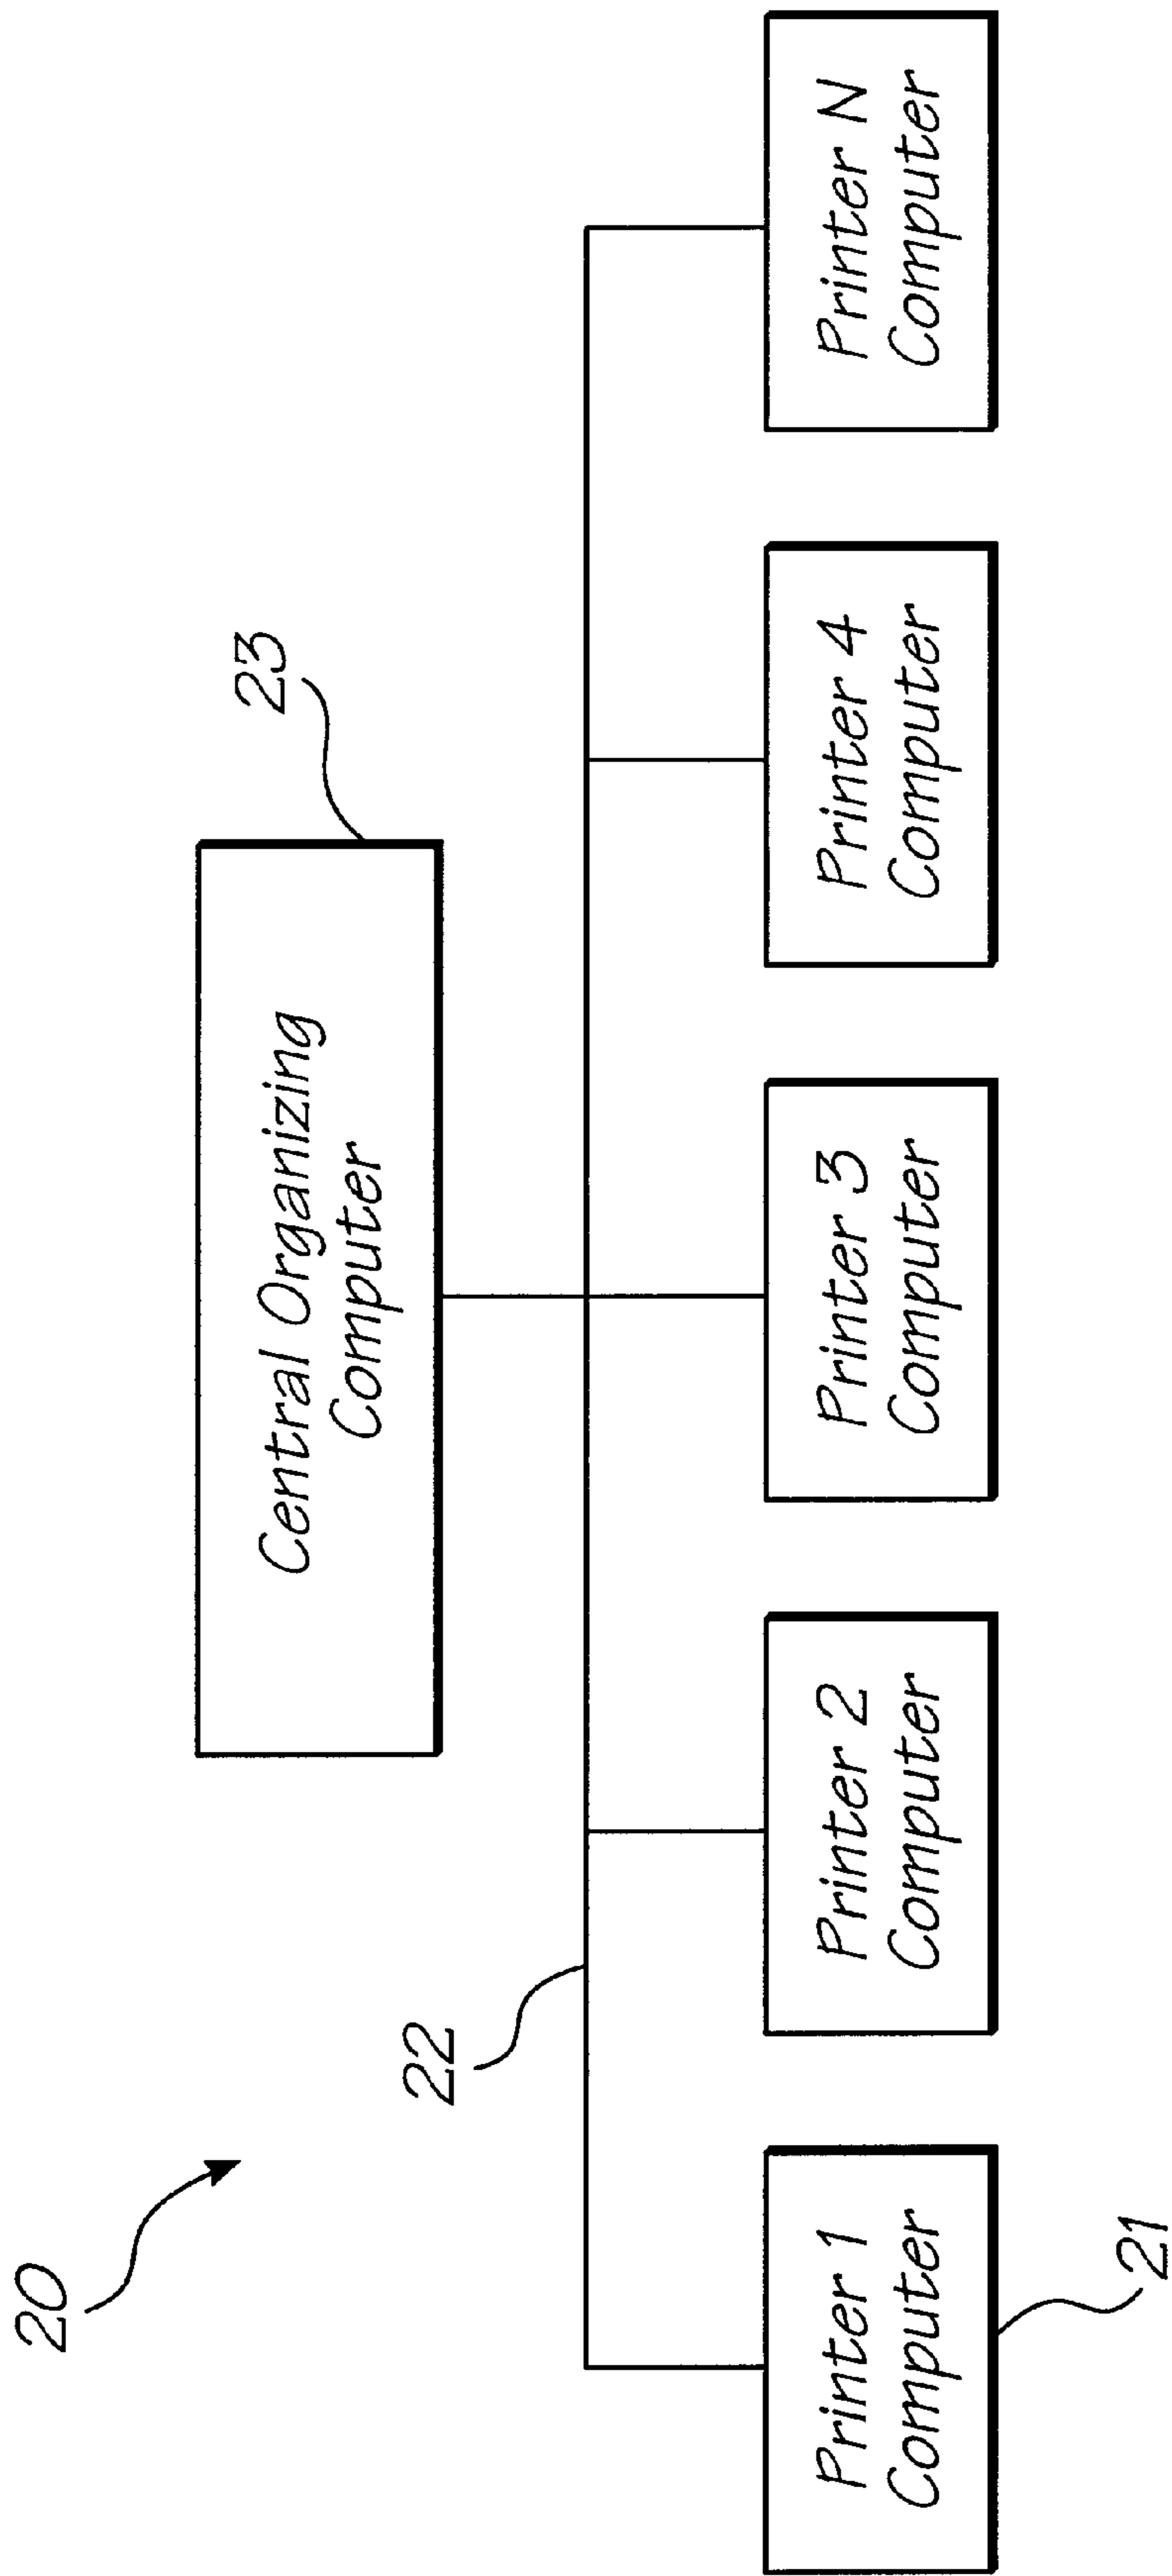 20
23
Central Organizing
Computer
22
Printer 1
Computer
Printer 2
Computer
Printer 3
Computer
Printer 4
Computer
Printer N
Computer
21